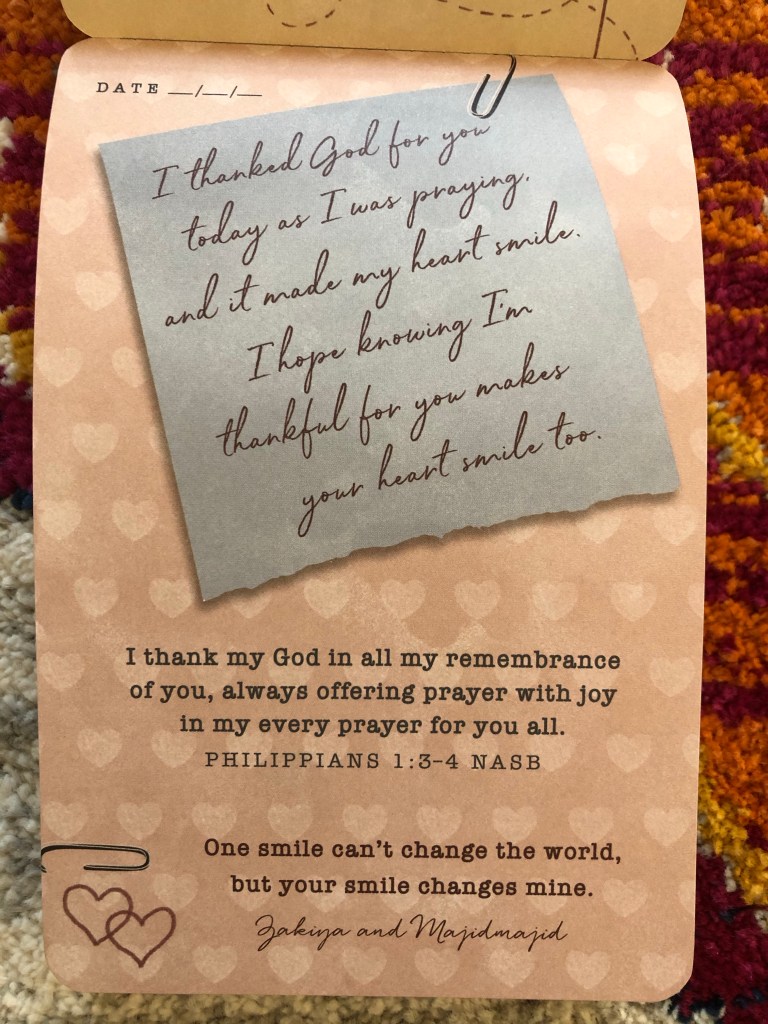 DATE __/__/__
I thanked God for you
today as I was praying,
and it made my heart smile.
I hope knowing I'm
thankful for you makes
your heart smile too.
I thank my God in all my remembrance
of you, always offering prayer with joy
in my every prayer for you all.
PHILIPPIANS 1:3–4 NASB
One smile can't change the world,
but your smile changes mine.
Zakiya and Majidmajid